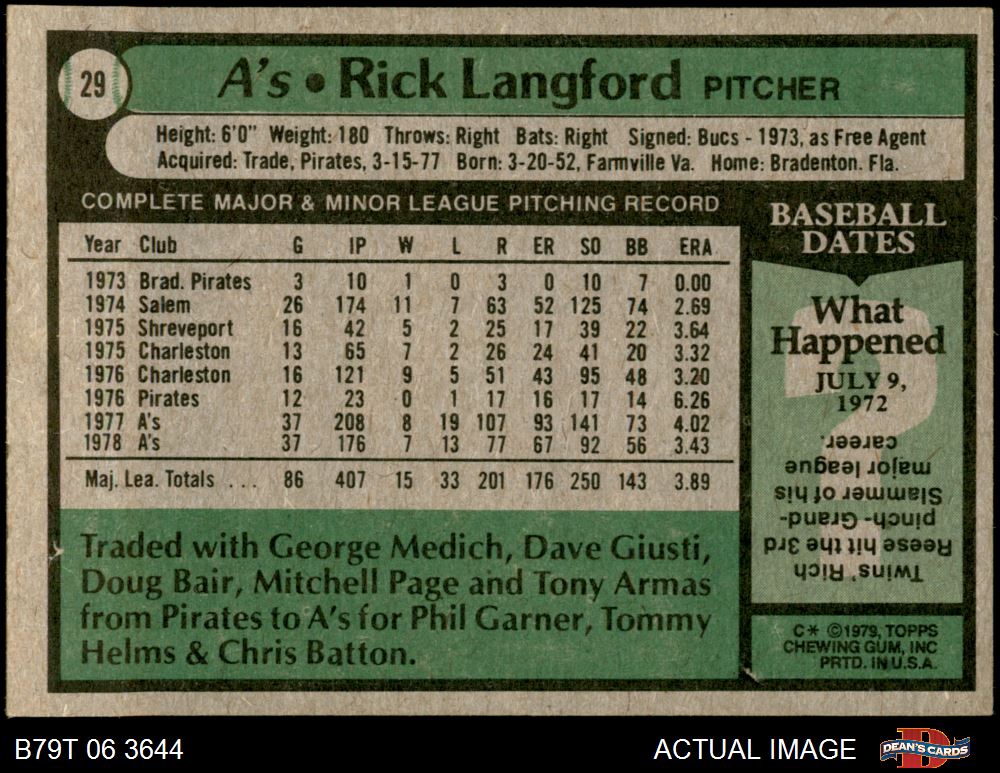 29
A's • Rick Langford PITCHER
Height: 6'0" Weight: 180 Throws: Right Bats: Right Signed: Bucs - 1973, as Free Agent
Acquired: Trade, Pirates, 3-15-77 Born: 3-20-52, Farmville Va. Home: Bradenton. Fla.
COMPLETE MAJOR & MINOR LEAGUE PITCHING RECORD
Year Club G IP W L R ER SO BB ERA
1973 Brad. Pirates 3 10 1 0 3 0 10 7 0.00
1974 Salem 26 174 11 7 63 52 125 74 2.69
1975 Shreveport 16 42 5 2 25 17 39 22 3.64
1975 Charleston 13 65 7 2 26 24 41 20 3.32
1976 Charleston 16 121 9 5 51 43 95 48 3.20
1976 Pirates 12 23 0 1 17 16 17 14 6.26
1977 A's 37 208 8 19 107 93 141 73 4.02
1978 A's 37 176 7 13 77 67 92 56 3.43
Maj. Lea. Totals ... 86 407 15 33 201 176 250 143 3.89
Traded with George Medich, Dave Giusti,
Doug Bair, Mitchell Page and Tony Armas
from Pirates to A's for Phil Garner, Tommy
Helms & Chris Batton.
BASEBALL
DATES
What
Happened
JULY 9,
1972
Twins' Rich
Reese hit the 3rd
pinch-Grand-
Slammer of his
major league
career.
C* ©1979, TOPPS
CHEWING GUM, INC
PRTD. IN U.S.A.
B79T 06 3644
ACTUAL IMAGE
DEAN'S CARDS